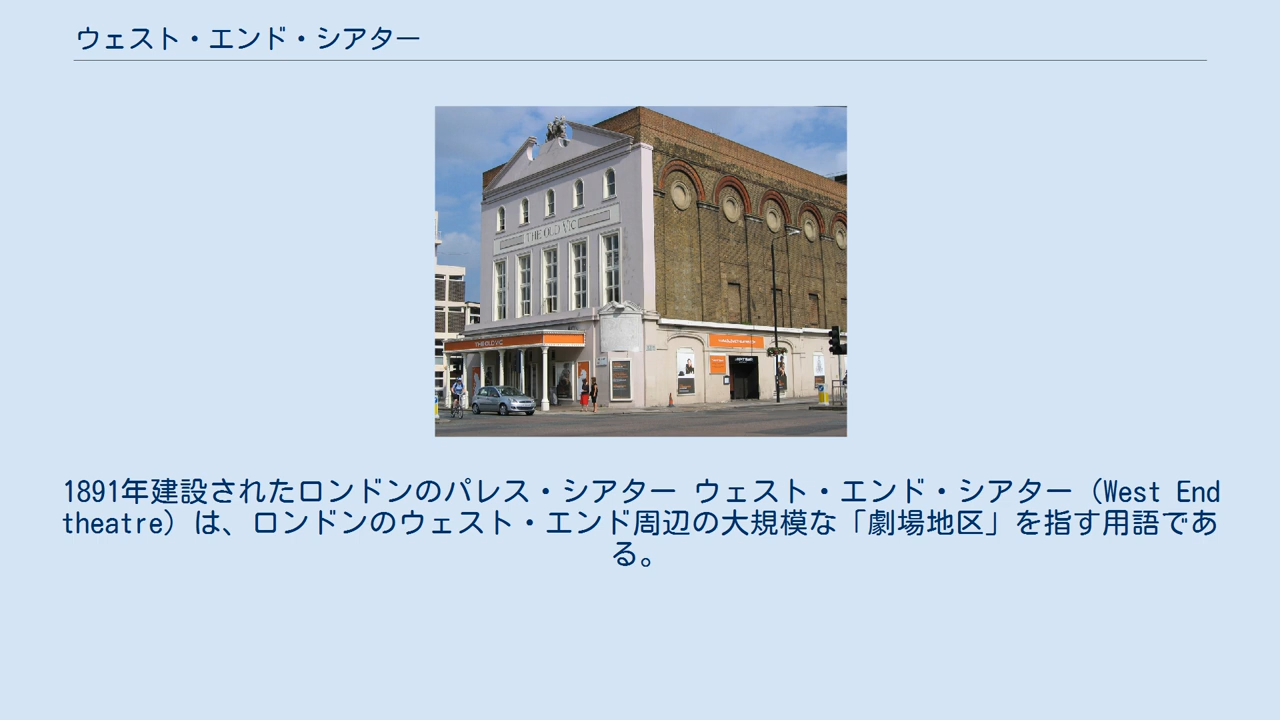 ウェスト・エンド・シアター
THE OLD VIC
THE OLD VIC
1891年建設されたロンドンのパレス・シアター ウェスト・エンド・シアター（West End
theatre）は、ロンドンのウェスト・エンド周辺の大規模な「劇場地区」を指す用語であ
る。